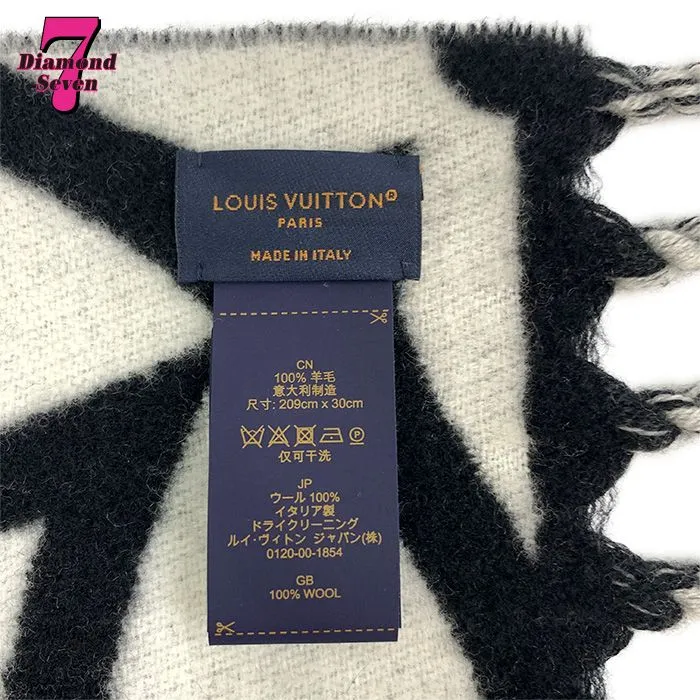 7
Diamond
Seven
LOUIS VUITTON®
PARIS
MADE IN ITALY
CN
100% 羊毛
意大利制造
尺寸: 209cm x 30cm
P
仅可干洗
JP
ウール 100%
イタリア製
ドライクリーニング
ルイ・ヴィトン ジャパン(株)
0120-00-1854
GB
100% WOOL